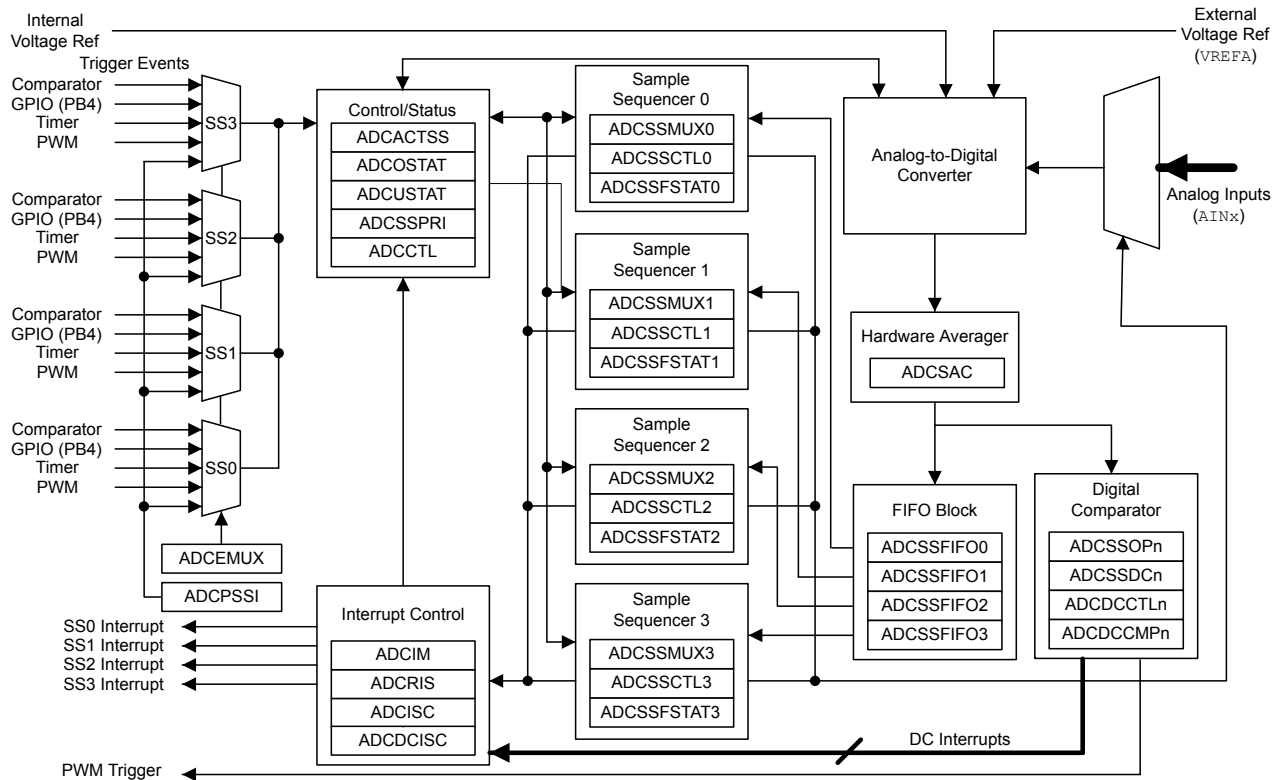 Internal
Voltage Ref
External
Voltage Ref
(VREFA)
Trigger Events
Comparator
GPIO (PB4)
Timer
PWM
SS3
Comparator
GPIO (PB4)
Timer
PWM
SS2
Comparator
GPIO (PB4)
Timer
PWM
SS1
Comparator
GPIO (PB4)
Timer
PWM
SS0
ADCEMUX
ADCPSSI
Control/Status
ADCACTSS
ADCOSTAT
ADCUSTAT
ADCSSPRI
ADCCTL
Interrupt Control
ADCIM
ADCRIS
ADCISC
ADCDCISC
SS0 Interrupt
SS1 Interrupt
SS2 Interrupt
SS3 Interrupt
PWM Trigger
Sample
Sequencer 0
ADCSSMUX0
ADCSSCTL0
ADCSSFSTAT0
Sample
Sequencer 1
ADCSSMUX1
ADCSSCTL1
ADCSSFSTAT1
Sample
Sequencer 2
ADCSSMUX2
ADCSSCTL2
ADCSSFSTAT2
Sample
Sequencer 3
ADCSSMUX3
ADCSSCTL3
ADCSSFSTAT3
Analog-to-Digital
Converter
Analog Inputs
(AINx)
Hardware Averager
ADCSAC
FIFO Block
ADCSSFIFO0
ADCSSFIFO1
ADCSSFIFO2
ADCSSFIFO3
Digital
Comparator
ADCSSOPn
ADCSSDCn
ADCDCCTLn
ADCDCCMPn
DC Interrupts